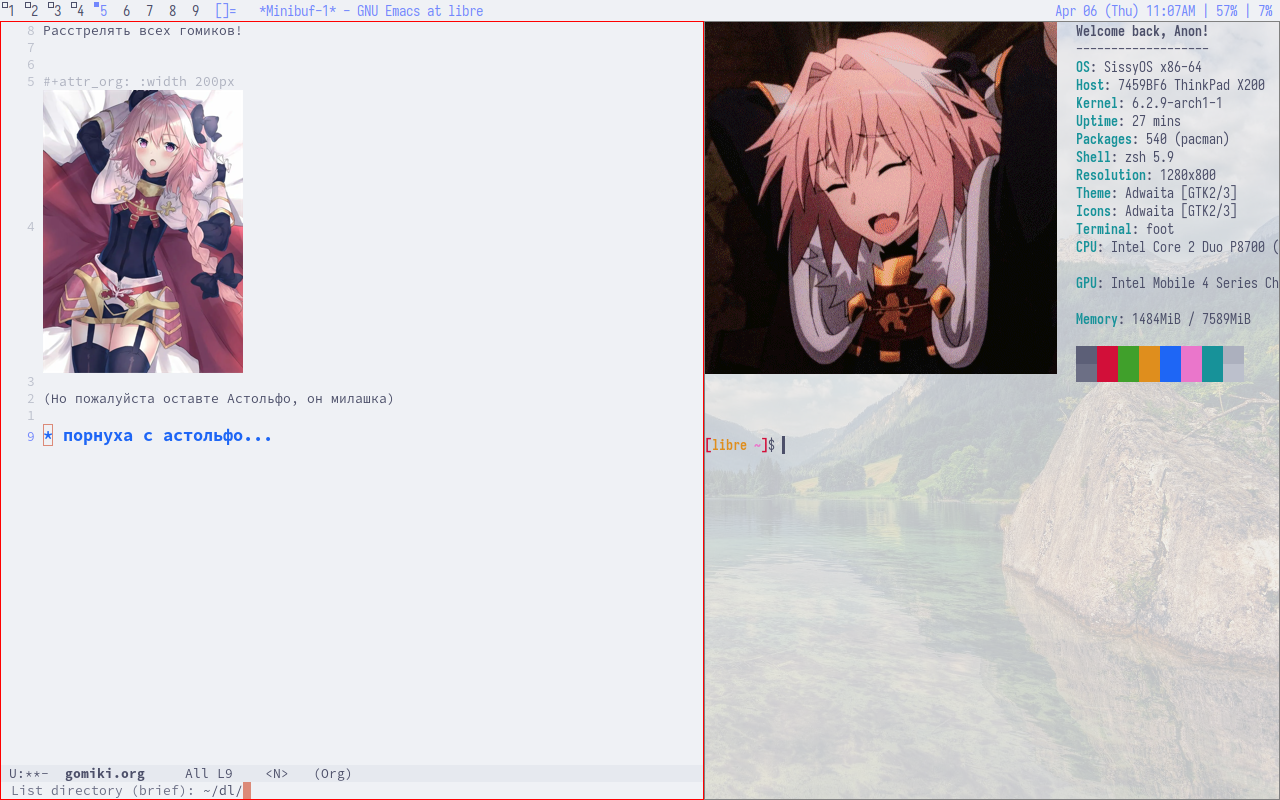 1 2 3 4 5 6 7 8 9 []= *Minibuf-1* - GNU Emacs at libre Apr 06 (Thu) 11:07AM | 57% | 7%
8 Расстрелять всех гомиков!
7
6
5 #+attr_org: :width 200px
4
3
2 (Но пожалуйста оставте Астольфо, он милашка)
1
9 * порнуха с астольфо...
U:**- gomiki.org All L9 <N> (Org)
List directory (brief): ~/dl/
Welcome back, Anon!
-------------------
OS: SissyOS x86-64
Host: 7459BF6 ThinkPad X200
Kernel: 6.2.9-arch1-1
Uptime: 27 mins
Packages: 540 (pacman)
Shell: zsh 5.9
Resolution: 1280x800
Theme: Adwaita [GTK2/3]
Icons: Adwaita [GTK2/3]
Terminal: foot
CPU: Intel Core 2 Duo P8700 (
GPU: Intel Mobile 4 Series Ch
Memory: 1484MiB / 7589MiB
[libre ~]$